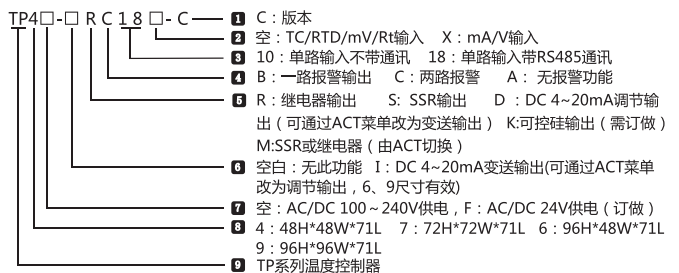 TP4□-□RC18□-C
1 C：版本
2 空：TC/RTD/mV/Rt输入 X：mA/V输入
3 10：单路输入不带通讯 18：单路输入带RS485通讯
4 B：一路报警输出 C：两路报警 A： 无报警功能
5 R：继电器输出 S: SSR输出 D ：DC 4~20mA调节输
出（可通过ACT菜单改为变送输出） K:可控硅输出（需订做）
M:SSR或继电器（由ACT切换）
6 空白：无此功能 I：DC 4~20mA变送输出(可通过ACT菜单
改为调节输出，6、9尺寸有效)
7 空：AC/DC 100～240V供电，F：AC/DC 24V供电（订做）
8 4：48H*48W*71L 7：72H*72W*71L 6：96H*48W*71L
9：96H*96W*71L
9 TP系列温度控制器